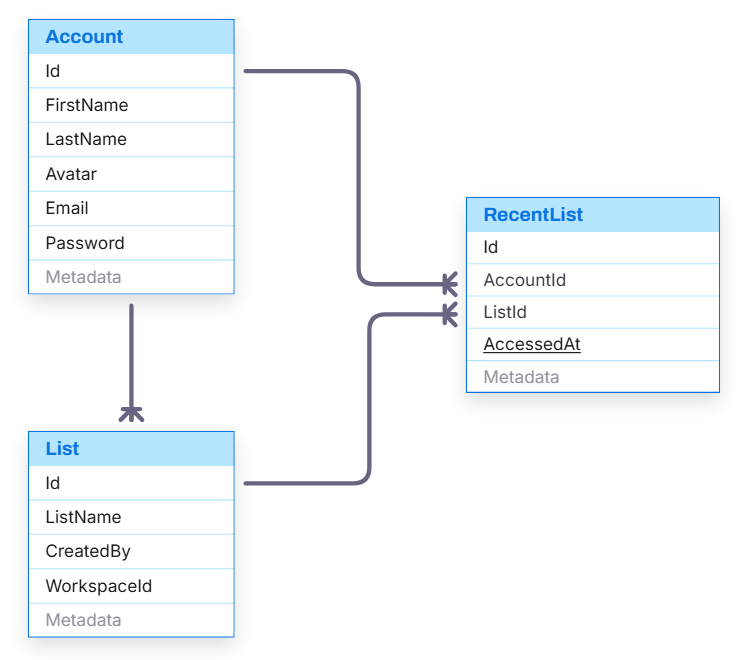 Account
Id
FirstName
LastName
Avatar
Email
Password
Metadata
RecentList
Id
AccountId
ListId
AccessedAt
Metadata
List
Id
ListName
CreatedBy
WorkspaceId
Metadata